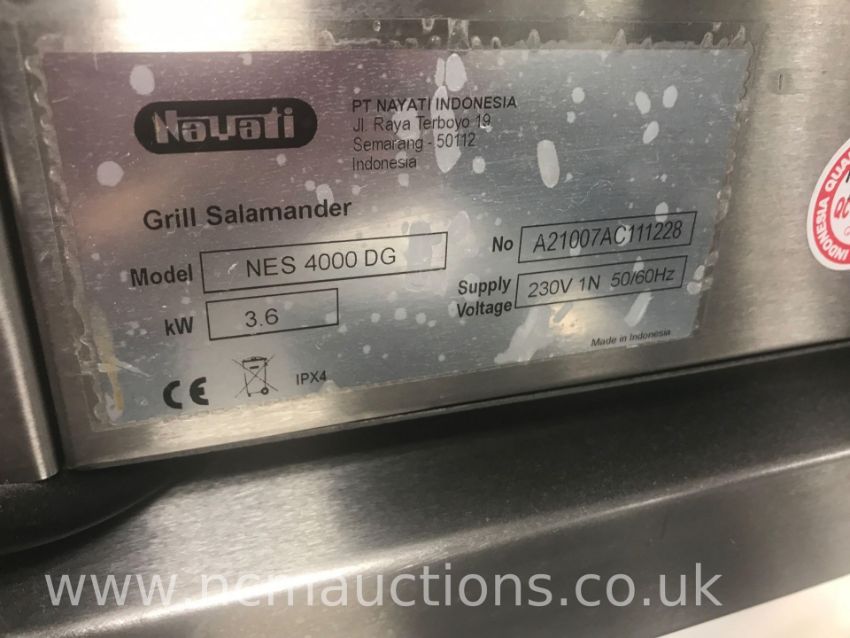 Nayati
PT NAYATI INDONESIA
Jl. Raya Terboyo 19
Semarang - 50112
Indonesia
Grill Salamander
Model NES 4000 DG
No A21007AC111228
kW 3.6
Supply Voltage 230V 1N 50/60Hz
Made in Indonesia
CE
IPX4
INDONESIA
www.ncmauctions.co.uk